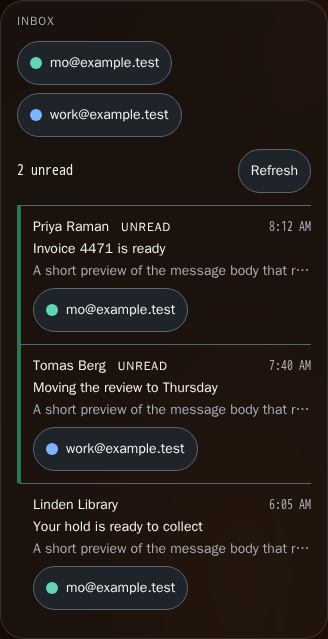 INBOX
mo@example.test
work@example.test
2 unread
Refresh
Priya Raman UNREAD 8:12 AM
Invoice 4471 is ready
A short preview of the message body that r···
mo@example.test
Tomas Berg UNREAD 7:40 AM
Moving the review to Thursday
A short preview of the message body that r···
work@example.test
Linden Library 6:05 AM
Your hold is ready to collect
A short preview of the message body that r···
mo@example.test